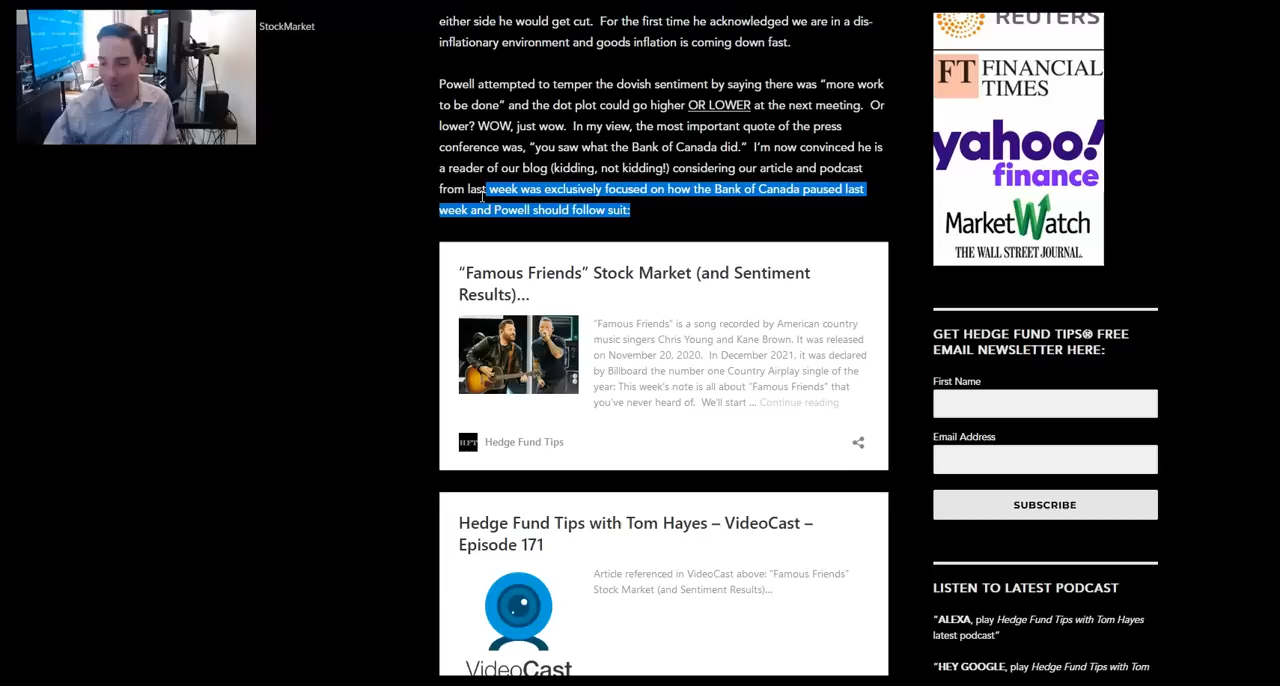 StockMarket
either side he would get cut. For the first time he acknowledged we are in a dis-
inflationary environment and goods inflation is coming down fast.
Powell attempted to temper the dovish sentiment by saying there was “more work
to be done” and the dot plot could go higher OR LOWER at the next meeting. Or
lower? WOW, just wow. In my view, the most important quote of the press
conference was, “you saw what the Bank of Canada did.” I’m now convinced he is
a reader of our blog (kidding, not kidding!) considering our article and podcast
from last week was exclusively focused on how the Bank of Canada paused last
week and Powell should follow suit:
“Famous Friends” Stock Market (and Sentiment
Results)…
“Famous Friends” is a song recorded by American country
music singers Chris Young and Kane Brown. It was released
on November 20, 2020. In December 2021, it was declared
by Billboard the number one Country Airplay single of the
year: This week’s note is all about “Famous Friends” that
you’ve never heard of. We’ll start ... Continue reading
HFT Hedge Fund Tips
Hedge Fund Tips with Tom Hayes – VideoCast –
Episode 171
Article referenced in VideoCast above: “Famous Friends”
Stock Market (and Sentiment Results)…
VideoCast
REUTERS
FT FINANCIAL
TIMES
yahoo!
finance
MarketWatch
THE WALL STREET JOURNAL.
GET HEDGE FUND TIPS® FREE
EMAIL NEWSLETTER HERE:
First Name
Email Address
SUBSCRIBE
LISTEN TO LATEST PODCAST
“ALEXA, play Hedge Fund Tips with Tom Hayes
latest podcast”
“HEY GOOGLE, play Hedge Fund Tips with Tom